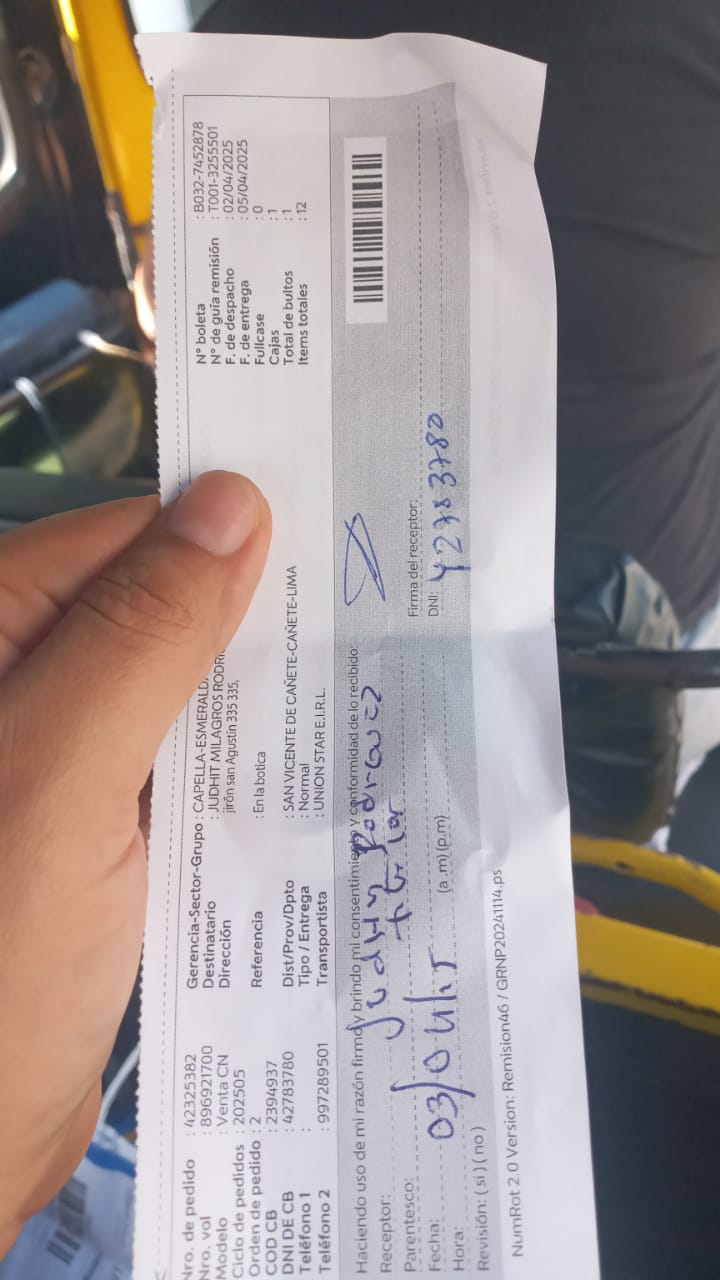 Nro. de pedido : 42325382
Nro. vol : 896921700
Modelo : Venta CN
Ciclo de pedidos : 202505
Orden de pedido : 2
COD CB : 2394937
DNI DE CB : 42783780
Teléfono 1 :
Teléfono 2 : 997289501
Gerencia-Sector-Grupo : CAPELLA-ESMERALD
Destinatario : JUDHIT MILAGROS RODRI
Dirección jirón san Agustín 335 335,
Referencia : En la botica
Dist/Prov/Dpto : SAN VICENTE DE CAÑETE-CAÑETE-LIMA
Tipo / Entrega : Normal
Transportista : UNION STAR E.I.R.L.
N° boleta : B032-7452878
N° de guía remisión : T001-3255501
F. de despacho : 02/04/2025
F. de entrega : 05/04/2025
Fullcase : 0
Cajas : 1
Total de bultos : 1
Items totales : 12
Haciendo uso de mi razón firmo y brindo mi consentimiento y conformidad de lo recibido:
Receptor:
Parentesco:
Fecha: 03/04
Hora: (a.m) (p.m)
Revisión: ( si ) ( no )
Firma del receptor:
DNI: 42783780
NumRot 2.0 Version: Remision46 / GRNP20241114.ps